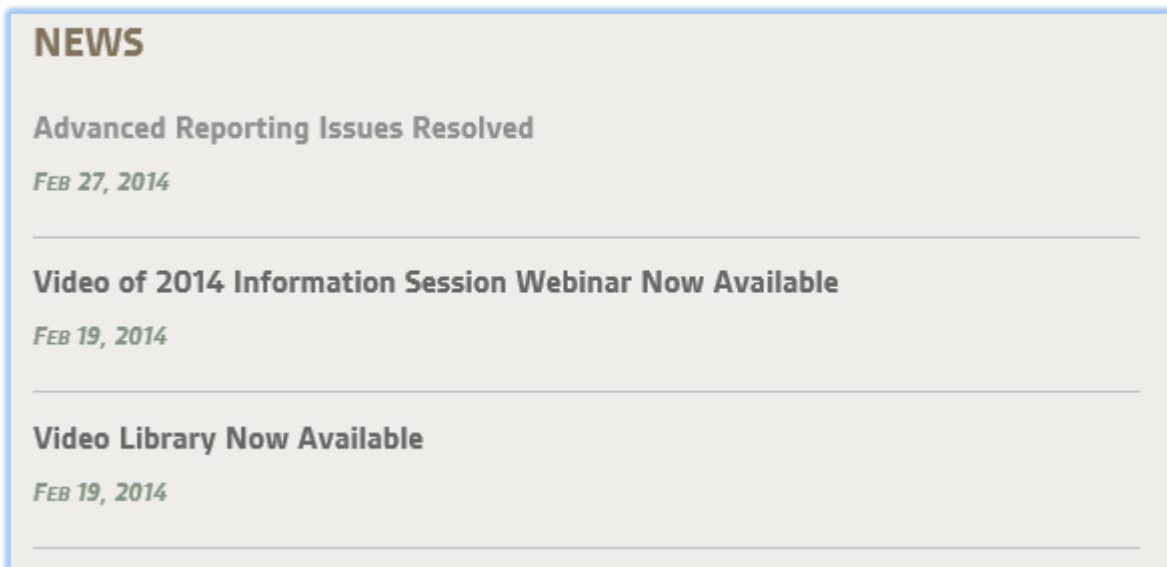 NEWS
Advanced Reporting Issues Resolved
Feb 27, 2014
Video of 2014 Information Session Webinar Now Available
Feb 19, 2014
Video Library Now Available
Feb 19, 2014